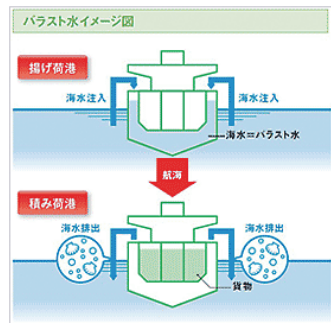 バラスト水イメージ図
揚げ荷港
海水注入
海水注入
海水=バラスト水
航海
積み荷港
海水排出
海水排出
貨物